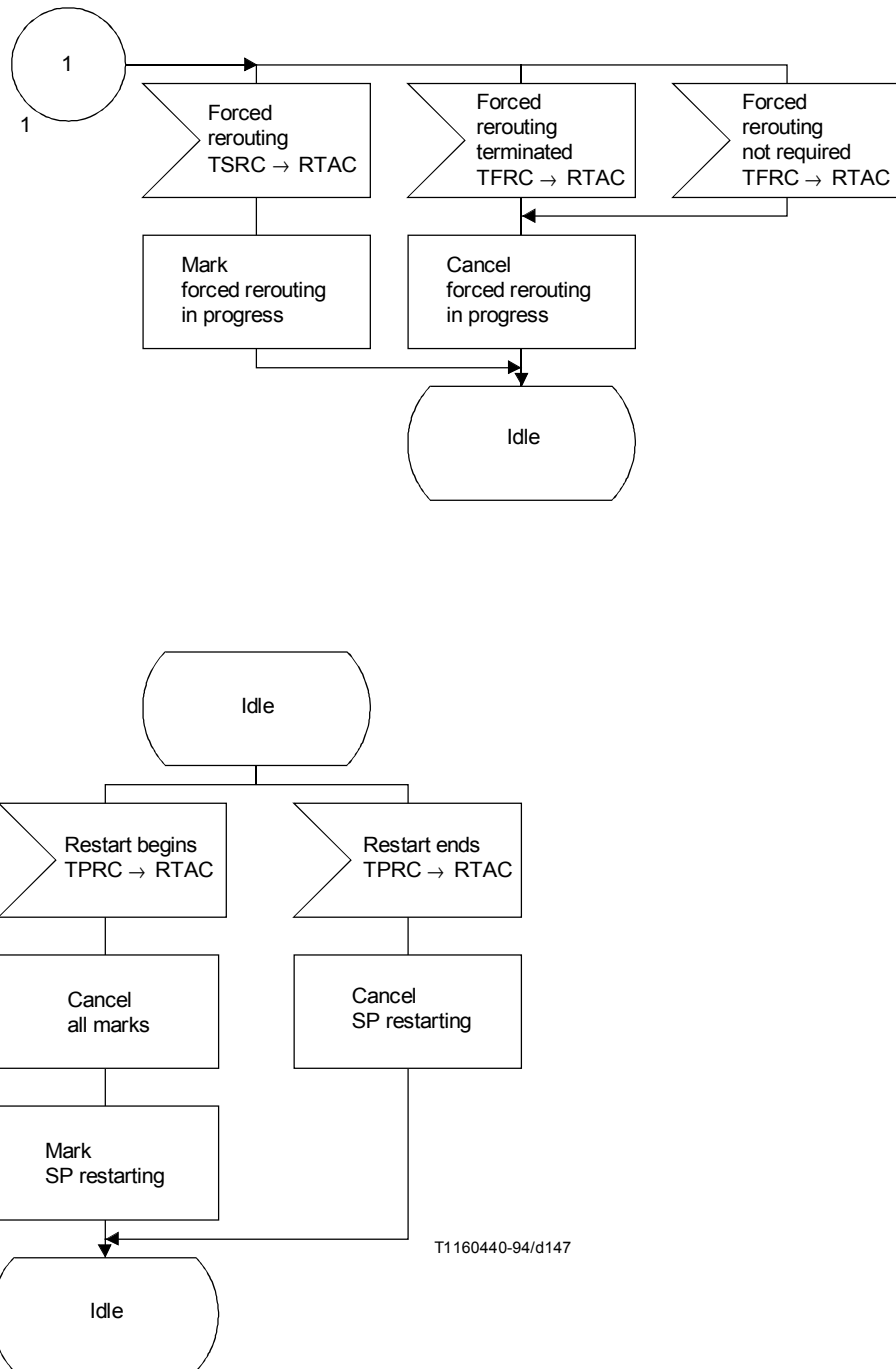 1
1
Forced
rerouting
TSRC → RTAC
Forced
rerouting
terminated
TFRC → RTAC
Forced
rerouting
not required
TFRC → RTAC
Mark
forced rerouting
in progress
Cancel
forced rerouting
in progress
Idle
Idle
Restart begins
TPRC → RTAC
Restart ends
TPRC → RTAC
Cancel
all marks
Cancel
SP restarting
Mark
SP restarting
T1160440-94/d147
Idle